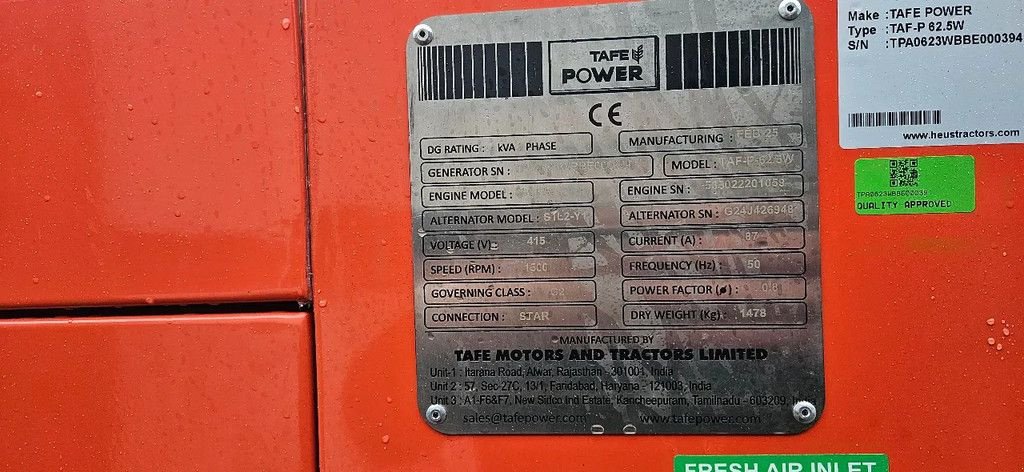 TAFE
POWER
CE
DG RATING : kVA PHASE
MANUFACTURING : FEB-25
GENERATOR SN :
MODEL : TAF-P-62.5W
ENGINE MODEL :
ENGINE SN :
ALTERNATOR MODEL :
ALTERNATOR SN : G24J426948
VOLTAGE (V): 415
CURRENT (A) : 87
SPEED (RPM) : 1500
FREQUENCY (Hz) : 50
GOVERNING CLASS :
POWER FACTOR (ø) : 0.8
CONNECTION : STAR
DRY WEIGHT (Kg) : 1478
MANUFACTURED BY
TAFE MOTORS AND TRACTORS LIMITED
Unit-1 : Itarana Road, Alwar, Rajasthan - 301001, India
Unit 2 : 57, Sec-27C, 13/1, Faridabad, Haryana - 121003, India
Unit 3 : A1-F6&F7, New Sidco Ind Estate, Kancheepuram, Tamilnadu - 603209, India
sales@tafepower.com www.tafepower.com
Make :TAFE POWER
Type :TAF-P 62.5W
S/N :TPA0623WBBE000394
www.heustractors.com
QUALITY APPROVED
FRESH AIR INLET